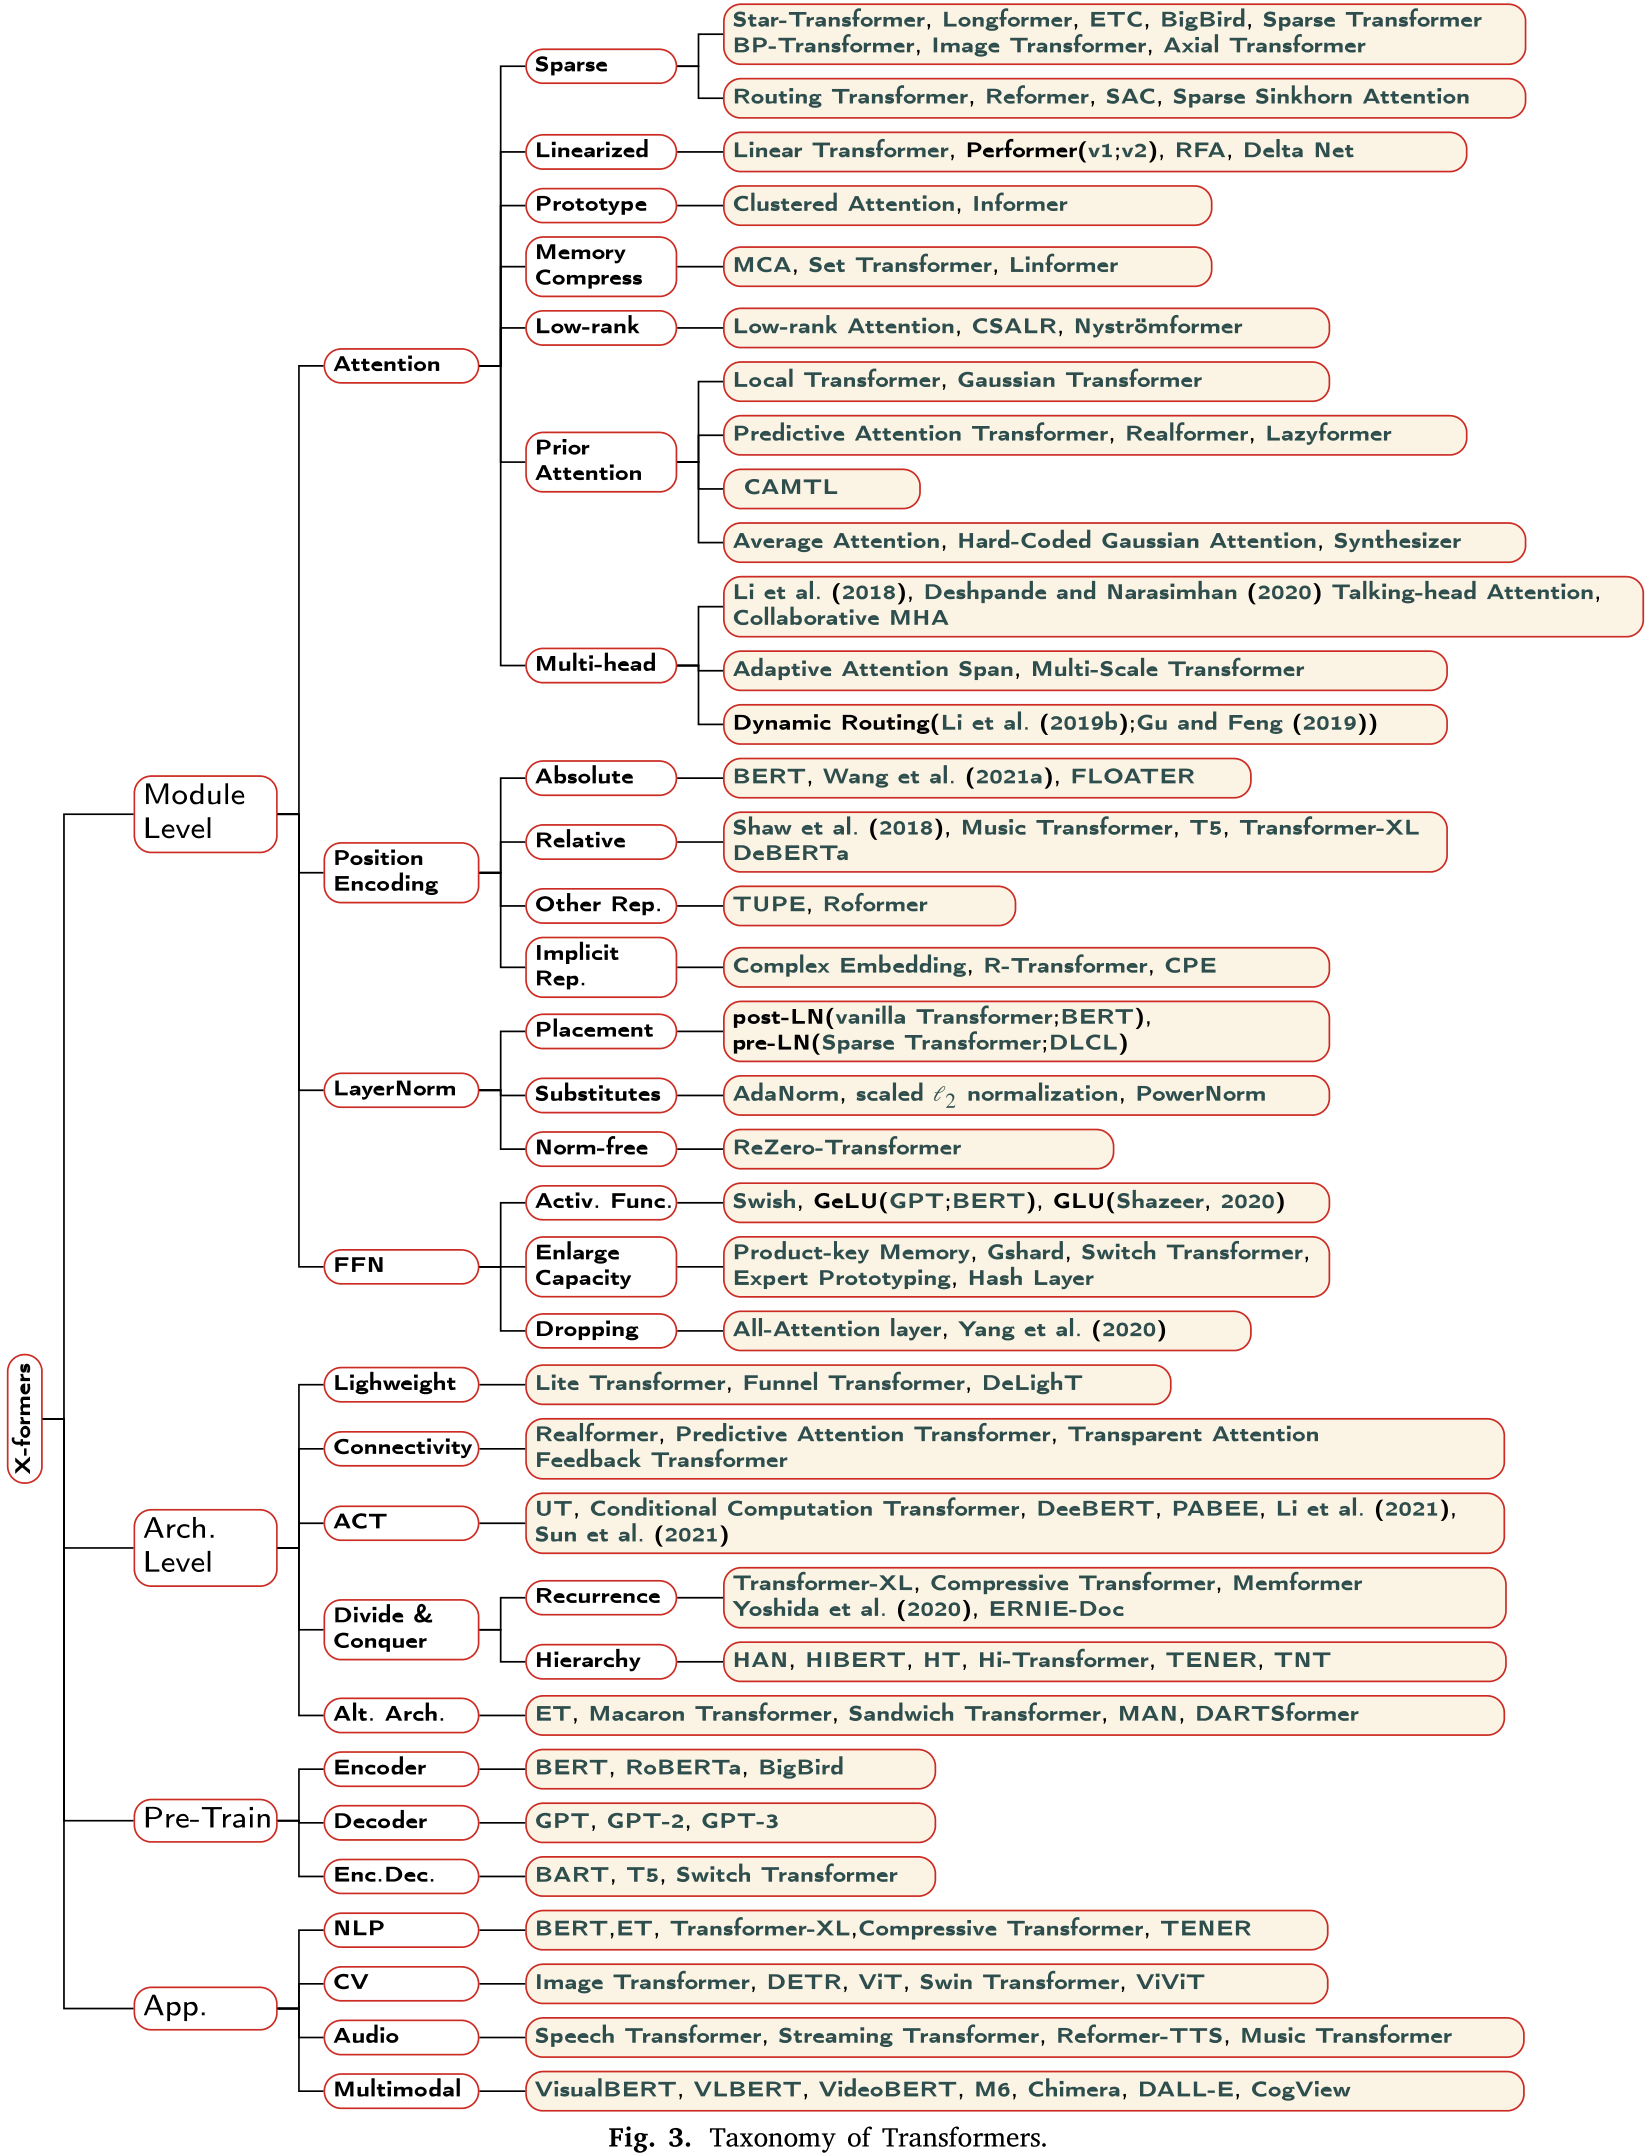 Star-Transformer, Longformer, ETC, BigBird, Sparse Transformer
BP-Transformer, Image Transformer, Axial Transformer
Sparse
Routing Transformer, Reformer, SAC, Sparse Sinkhorn Attention
Linearized
Linear Transformer, Performer(v1;v2), RFA, Delta Net
Prototype
Clustered Attention, Informer
Memory
Compress
MCA, Set Transformer, Linformer
Low-rank
Low-rank Attention, CSALR, Nyströmformer
Attention
Local Transformer, Gaussian Transformer
Predictive Attention Transformer, Realformer, Lazyformer
Prior
Attention
CAMTL
Average Attention, Hard-Coded Gaussian Attention, Synthesizer
Li et al. (2018), Deshpande and Narasimhan (2020) Talking-head Attention,
Collaborative MHA
Multi-head
Adaptive Attention Span, Multi-Scale Transformer
Dynamic Routing(Li et al. (2019b);Gu and Feng (2019))
Module
Level
Absolute
BERT, Wang et al. (2021a), FLOATER
Position
Encoding
Relative
Shaw et al. (2018), Music Transformer, T5, Transformer-XL
DeBERTa
Other Rep.
TUPE, Roformer
Implicit
Rep.
Complex Embedding, R-Transformer, CPE
LayerNorm
Placement
post-LN(vanilla Transformer;BERT),
pre-LN(Sparse Transformer;DLCL)
Substitutes
AdaNorm, scaled ℓ2 normalization, PowerNorm
Norm-free
ReZero-Transformer
FFN
Activ. Func.
Swish, GeLU(GPT;BERT), GLU(Shazeer, 2020)
Enlarge
Capacity
Product-key Memory, Gshard, Switch Transformer,
Expert Prototyping, Hash Layer
Dropping
All-Attention layer, Yang et al. (2020)
X-formers
Arch.
Level
Lighweight
Lite Transformer, Funnel Transformer, DeLighT
Connectivity
Realformer, Predictive Attention Transformer, Transparent Attention
Feedback Transformer
ACT
UT, Conditional Computation Transformer, DeeBERT, PABEE, Li et al. (2021),
Sun et al. (2021)
Divide &
Conquer
Recurrence
Transformer-XL, Compressive Transformer, Memformer
Yoshida et al. (2020), ERNIE-Doc
Hierarchy
HAN, HIBERT, HT, Hi-Transformer, TENER, TNT
Alt. Arch.
ET, Macaron Transformer, Sandwich Transformer, MAN, DARTSformer
Pre-Train
Encoder
BERT, RoBERTa, BigBird
Decoder
GPT, GPT-2, GPT-3
Enc.Dec.
BART, T5, Switch Transformer
App.
NLP
BERT,ET, Transformer-XL,Compressive Transformer, TENER
CV
Image Transformer, DETR, ViT, Swin Transformer, ViViT
Audio
Speech Transformer, Streaming Transformer, Reformer-TTS, Music Transformer
Multimodal
VisualBERT, VLBERT, VideoBERT, M6, Chimera, DALL-E, CogView
Fig. 3. Taxonomy of Transformers.